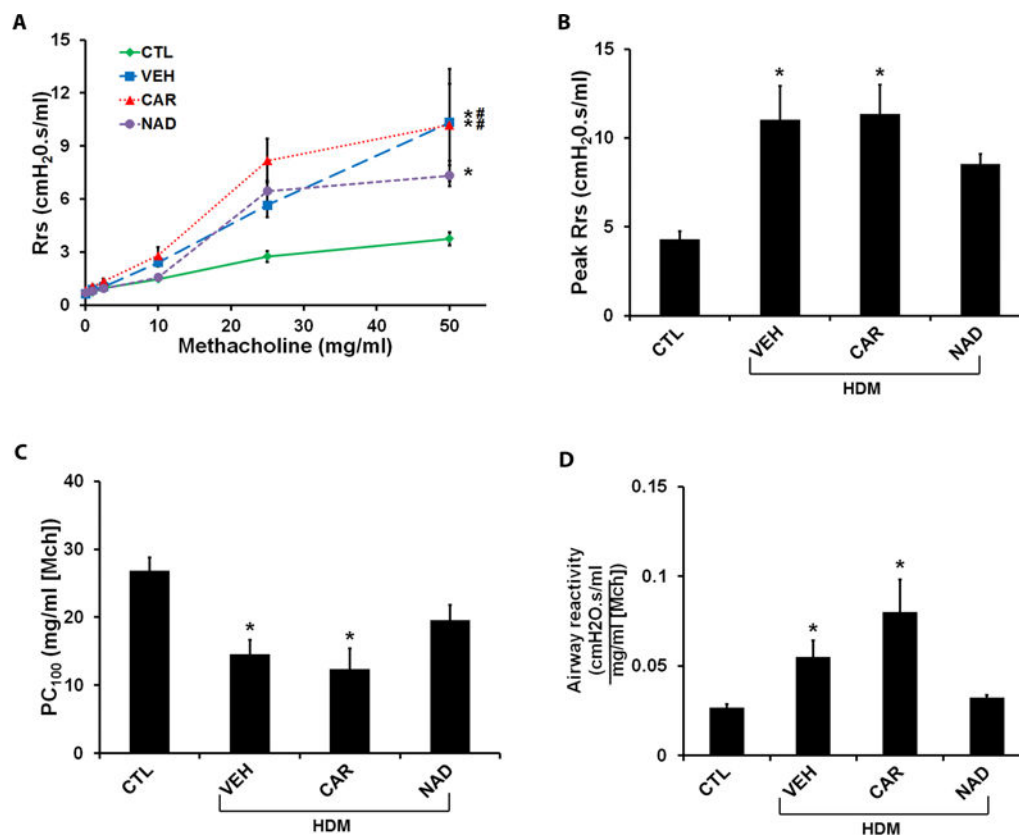 A
15
12
9
6
3
0
Rrs (cmH₂0.s/ml)
CTL
VEH
CAR
NAD
*#
*#
*
0 10 20 30 40 50
Methacholine (mg/ml)
B
15
10
5
0
Peak Rrs (cmH₂0.s/ml)
* *
CTL VEH CAR NAD
HDM
C
40
30
20
10
0
PC₁₀₀ (mg/ml [Mch])
* *
CTL VEH CAR NAD
HDM
D
0.15
0.1
0.05
0
Airway reactivity
(cmH2O.s/ml
mg/ml [Mch])
* *
CTL VEH CAR NAD
HDM